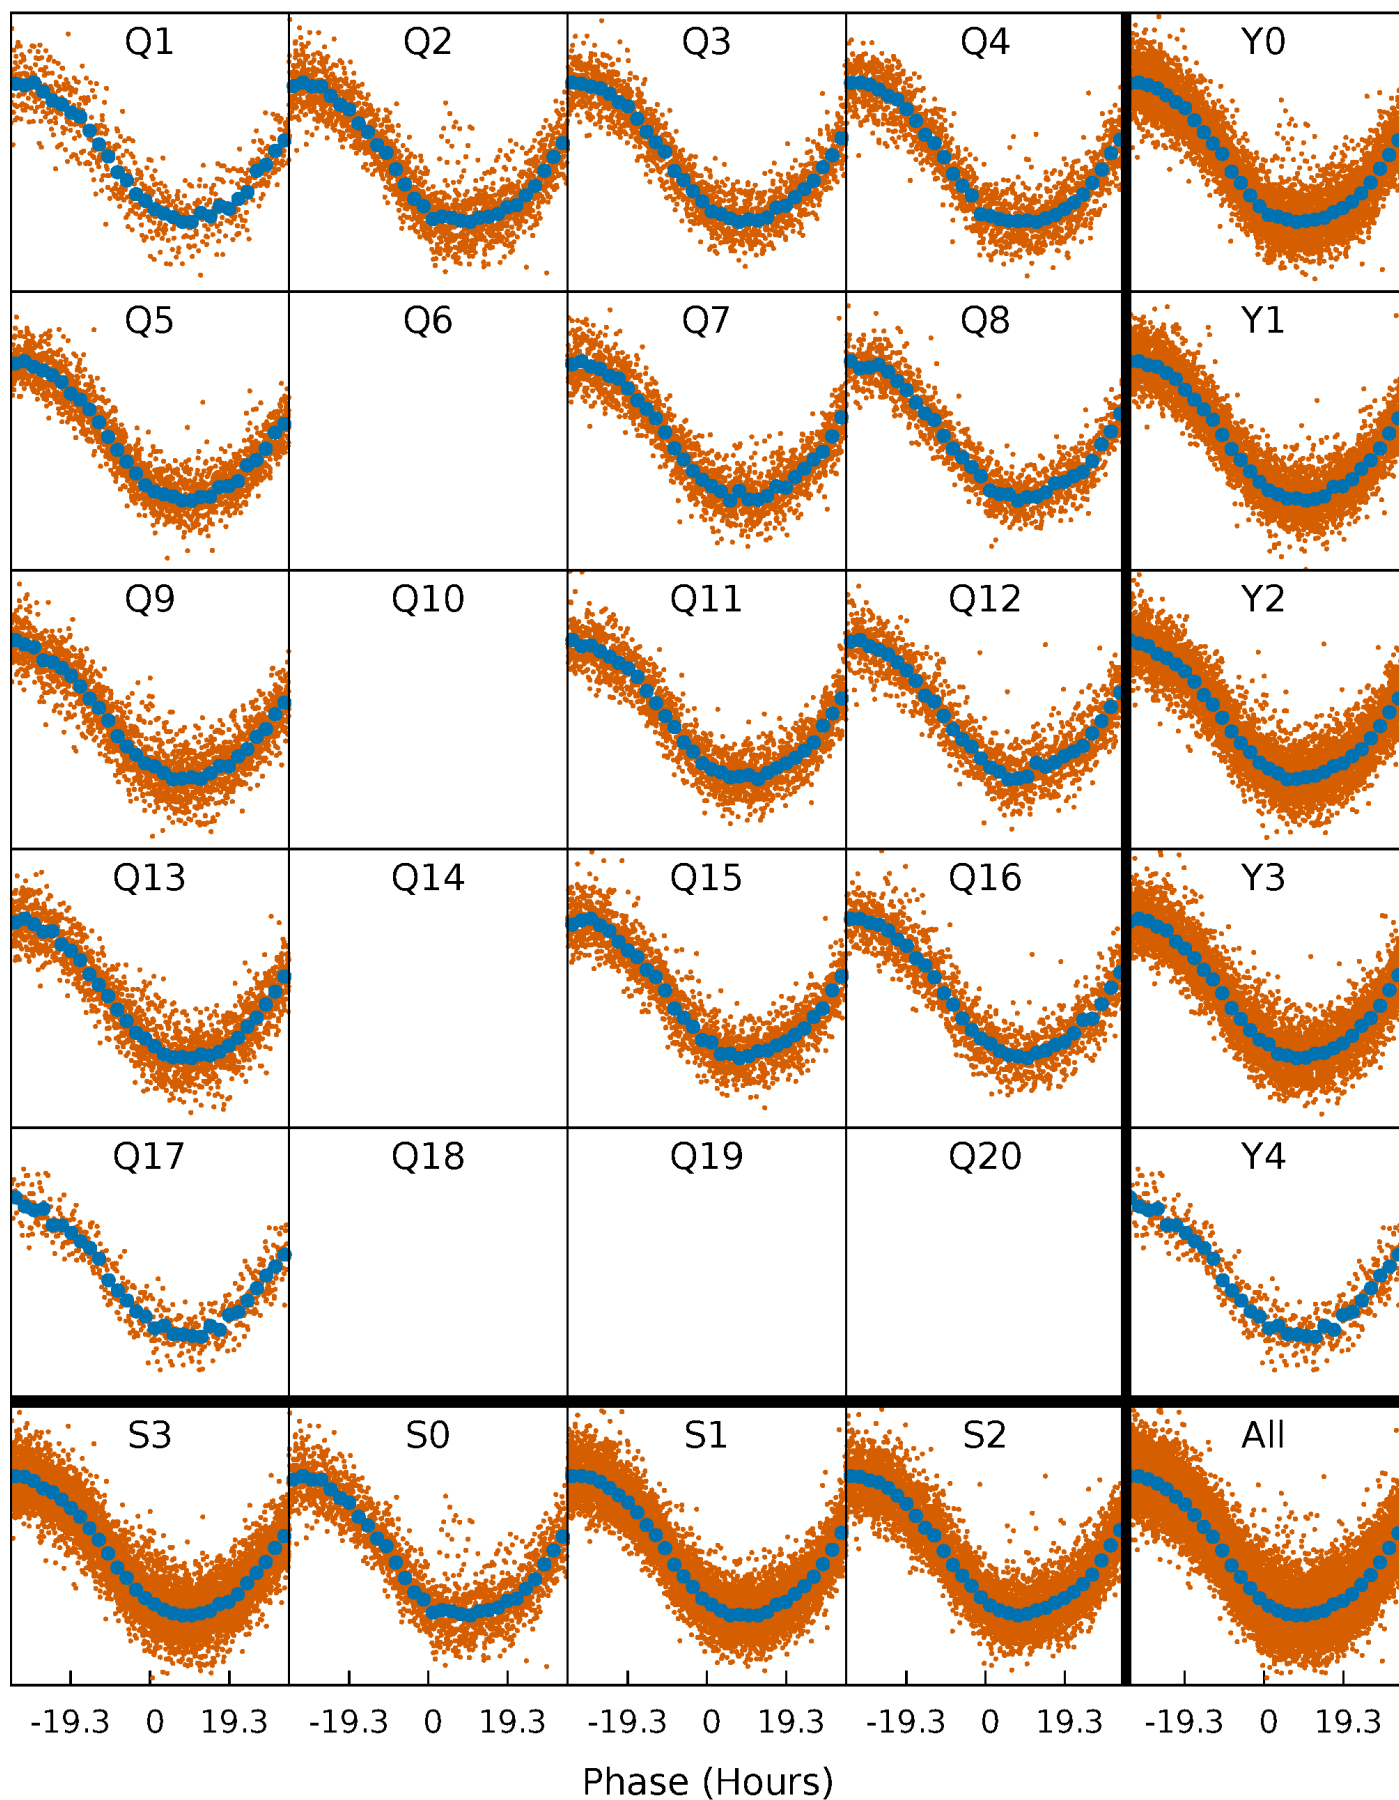 Q1 Q2 Q3 Q4 Y0
Q5 Q6 Q7 Q8 Y1
Q9 Q10 Q11 Q12 Y2
Q13 Q14 Q15 Q16 Y3
Q17 Q18 Q19 Q20 Y4
S3 S0 S1 S2 All
-19.3 0 19.3 -19.3 0 19.3 -19.3 0 19.3 -19.3 0 19.3 -19.3 0 19.3
Phase (Hours)